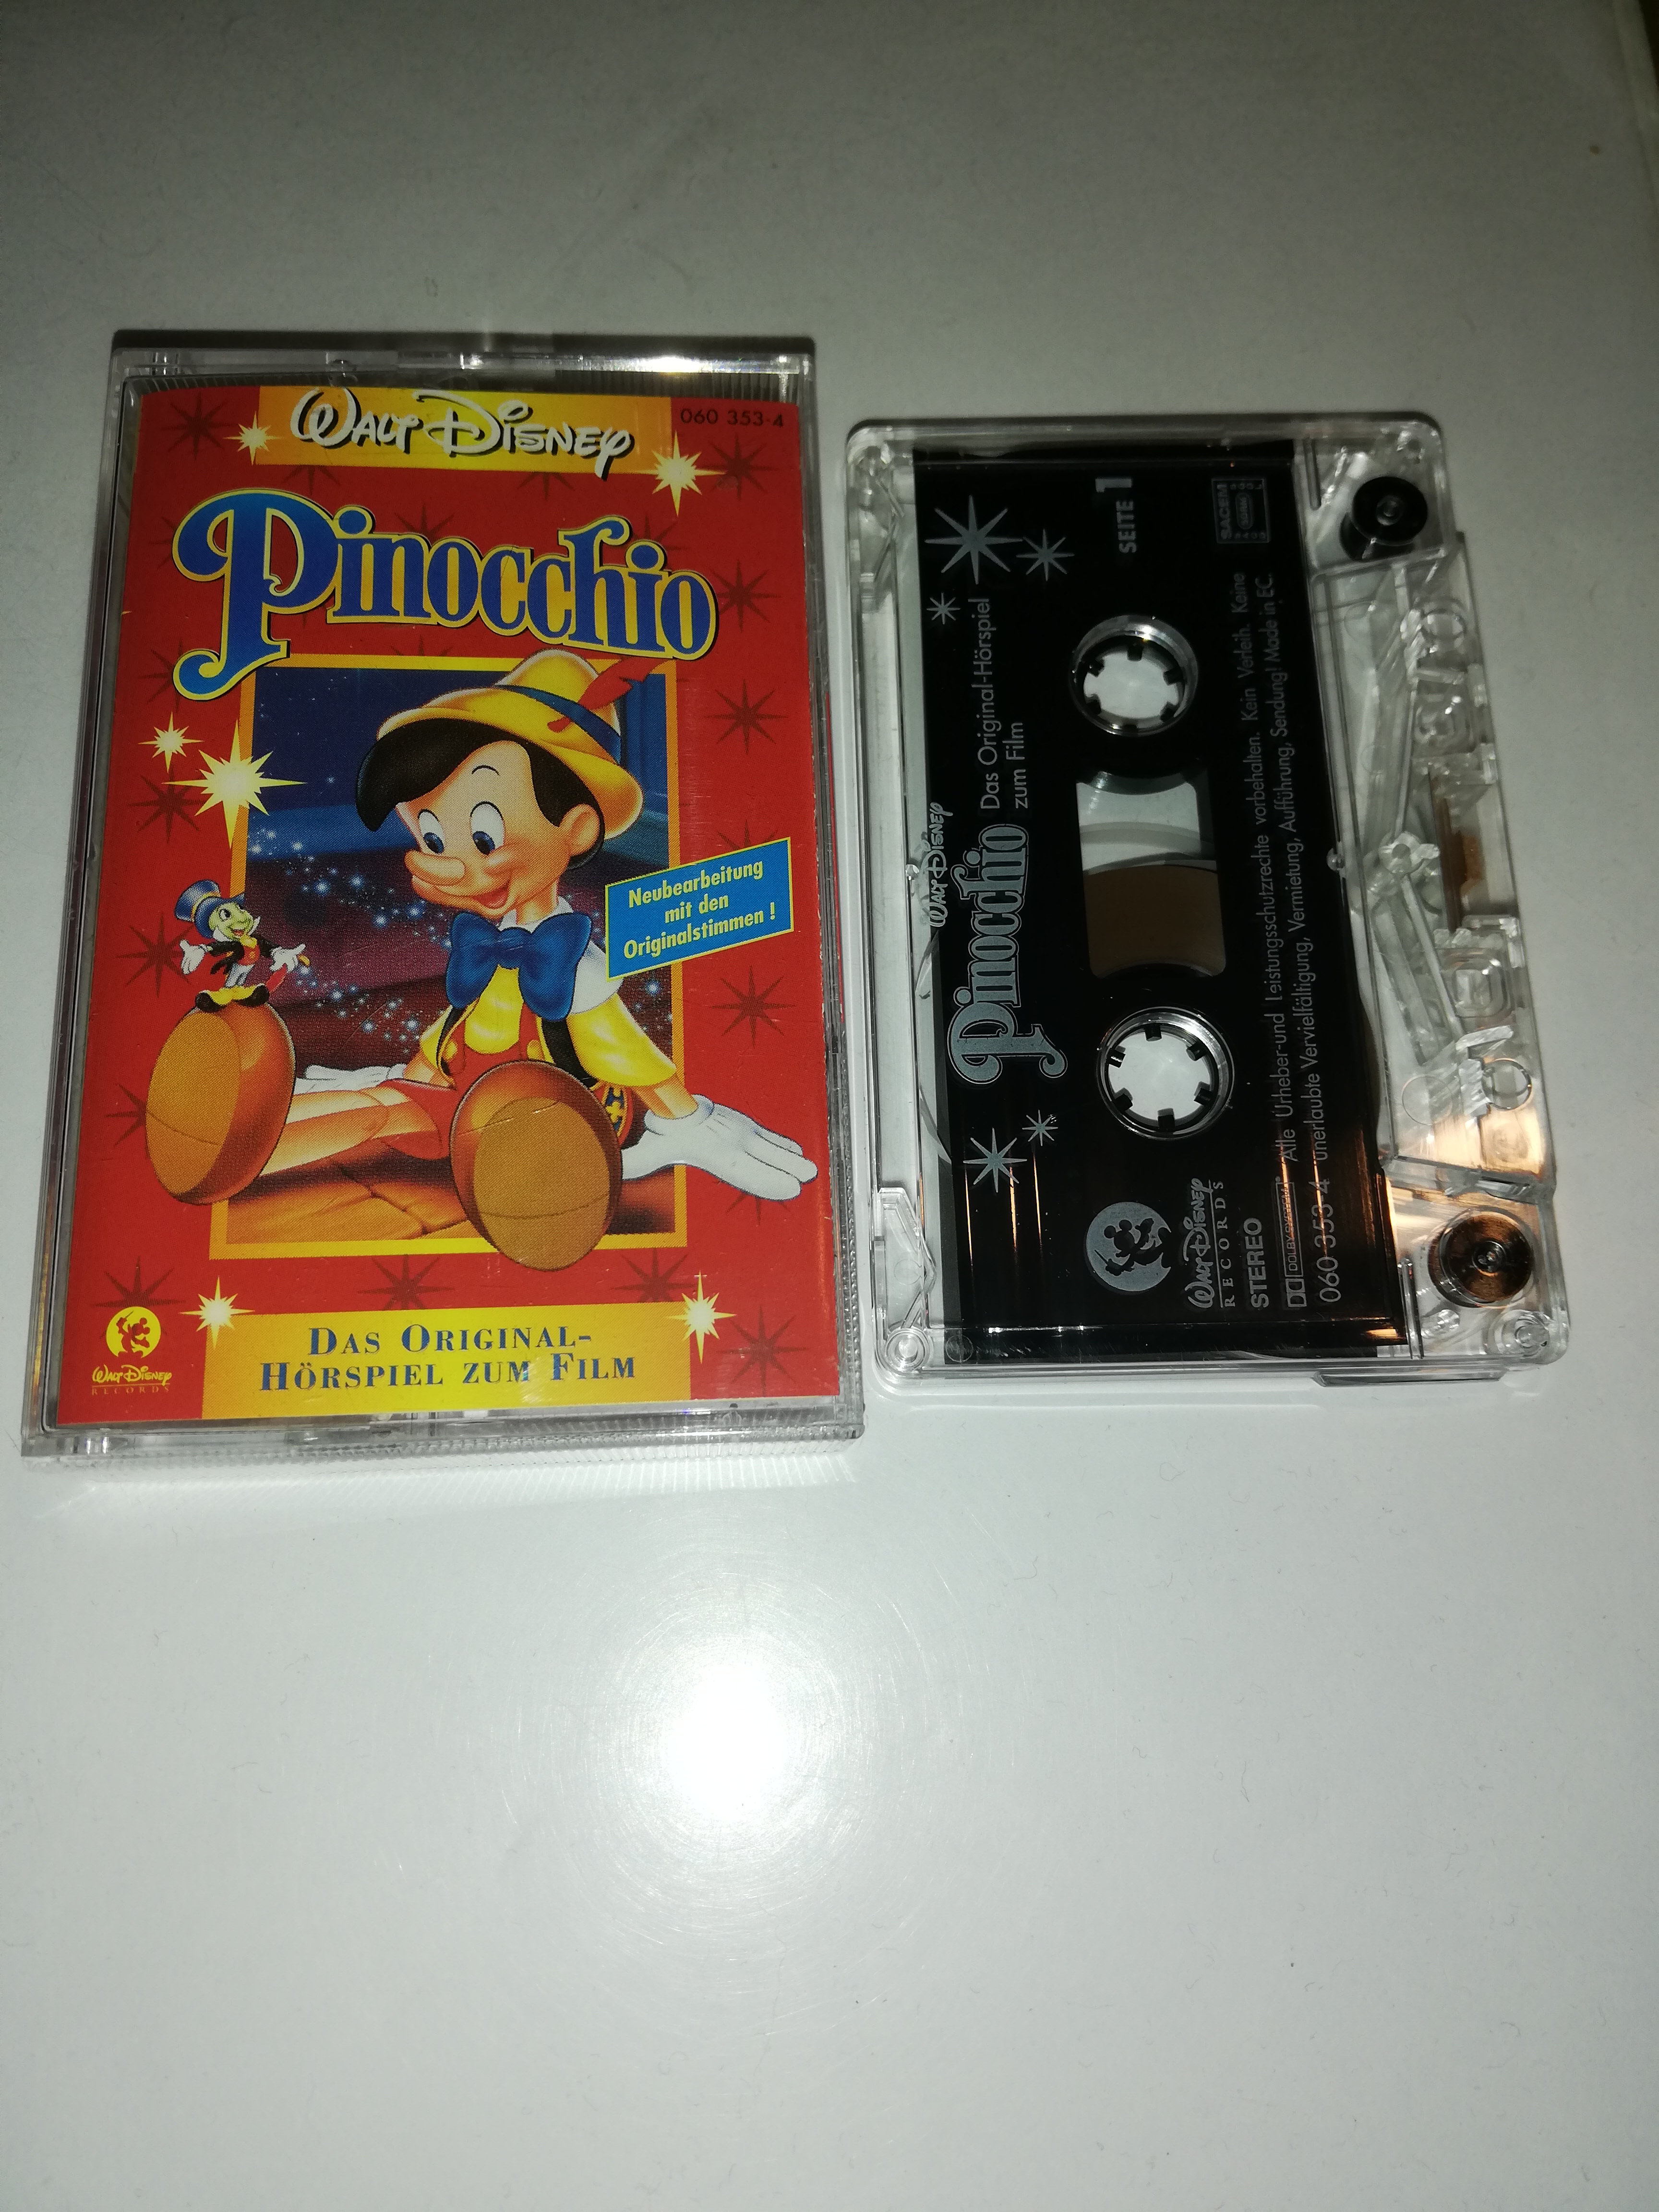 WALT DISNEY
060 353-4
Pinocchio
Neubearbeitung
mit den
Originalstimmen !
WALT DISNEY
RECORDS
DAS ORIGINAL-
HÖRSPIEL ZUM FILM
WALT DISNEY
Pinocchio
Das Original-Hörspiel
zum Film
SEITE 1
WALT DISNEY
RECORDS
STEREO
DOLBY
060 353-4
Alle Urheber-und Leistungsschutzrechte vorbehalten. Kein Verleih. Keine
unerlaubte Vervielfältigung, Vermietung, Aufführung, Sendung! Made in EC.
SACEM